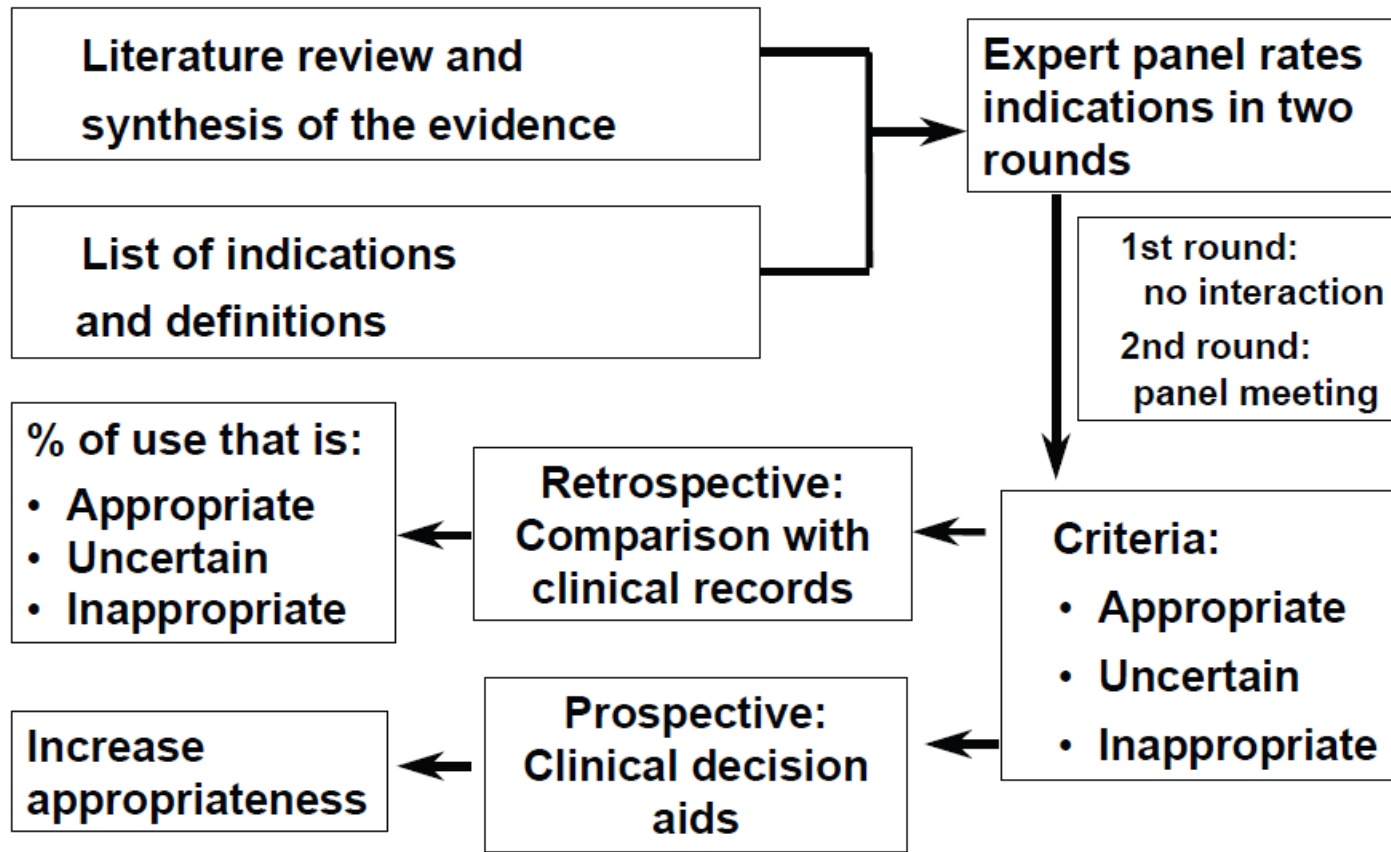 Literature review and
synthesis of the evidence
Expert panel rates
indications in two
rounds
List of indications
and definitions
1st round:
no interaction
2nd round:
panel meeting
% of use that is:
• Appropriate
• Uncertain
• Inappropriate
Retrospective:
Comparison with
clinical records
Criteria:
• Appropriate
• Uncertain
• Inappropriate
Increase
appropriateness
Prospective:
Clinical decision
aids